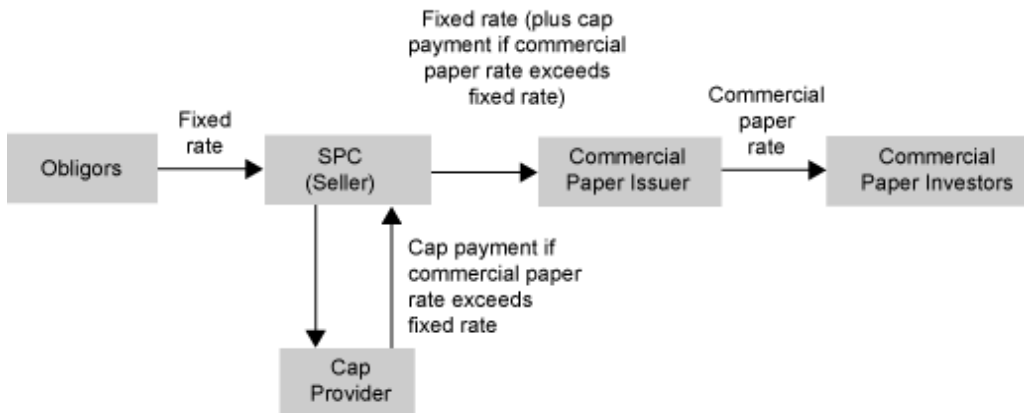 Fixed rate (plus cap
payment if commercial
paper rate exceeds
fixed rate)
Commercial
paper
rate
Fixed
rate
Obligors
SPC
(Seller)
Commercial
Paper Issuer
Commercial
Paper Investors
Cap payment if
commercial paper
rate exceeds
fixed rate
Cap
Provider